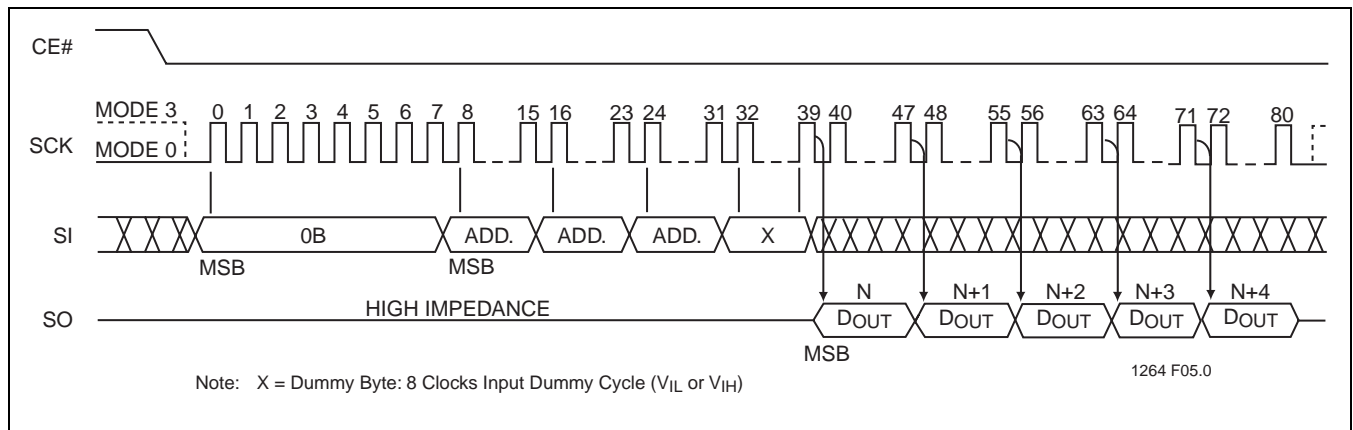 CE#
MODE 3
0 1 2 3 4 5 6 7 8 15 16 23 24 31 32 39 40 47 48 55 56 63 64 71 72 80
SCK
MODE 0
SI
0B ADD. ADD. ADD. X
MSB MSB
N N+1 N+2 N+3 N+4
HIGH IMPEDANCE
SO
DOUT DOUT DOUT DOUT DOUT
MSB
1264 F05.0
Note: X = Dummy Byte: 8 Clocks Input Dummy Cycle (VIL or VIH)